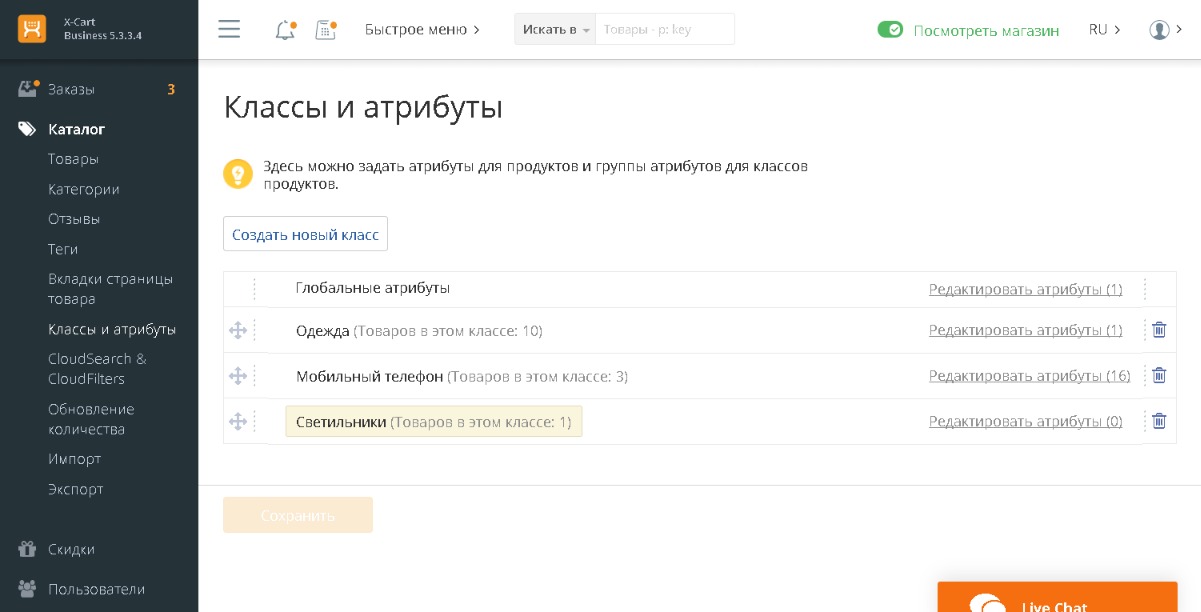 X-Cart
Business 5.3.3.4
Быстрое меню
Искать в
Товары - p: key
Посмотреть магазин
RU
Заказы 3
Каталог
Товары
Категории
Отзывы
Теги
Вкладки страницы
товара
Классы и атрибуты
CloudSearch &
CloudFilters
Обновление
количества
Импорт
Экспорт
Скидки
Пользователи
Классы и атрибуты
Здесь можно задать атрибуты для продуктов и группы атрибутов для классов
продуктов.
Создать новый класс
Глобальные атрибуты Редактировать атрибуты (1)
Одежда (Товаров в этом классе: 10) Редактировать атрибуты (1)
Мобильный телефон (Товаров в этом классе: 3) Редактировать атрибуты (16)
Светильники (Товаров в этом классе: 1) Редактировать атрибуты (0)
Сохранить
Live Chat